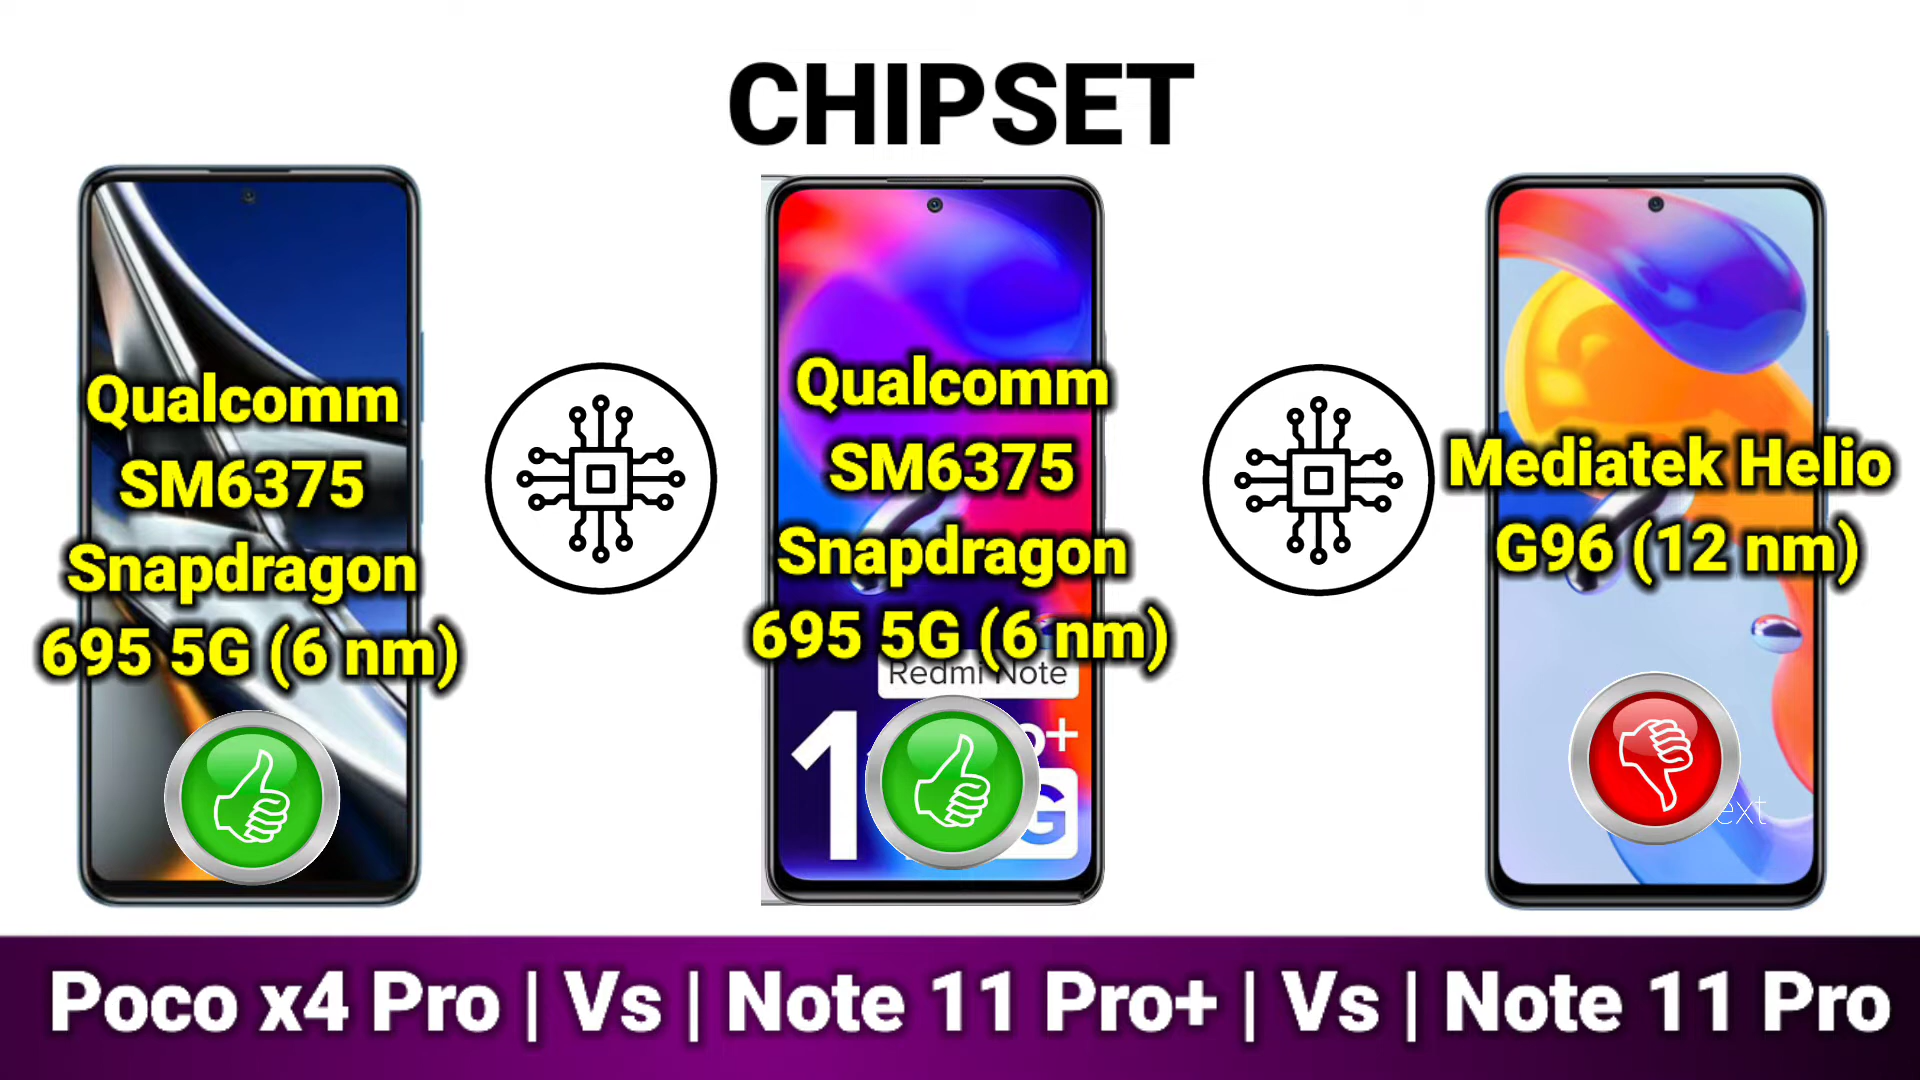 CHIPSET
Qualcomm
SM6375
Snapdragon
695 5G (6 nm)
Qualcomm
SM6375
Snapdragon
695 5G (6 nm)
Redmi Note
Mediatek Helio
G96 (12 nm)
Poco x4 Pro | Vs | Note 11 Pro+ | Vs | Note 11 Pro